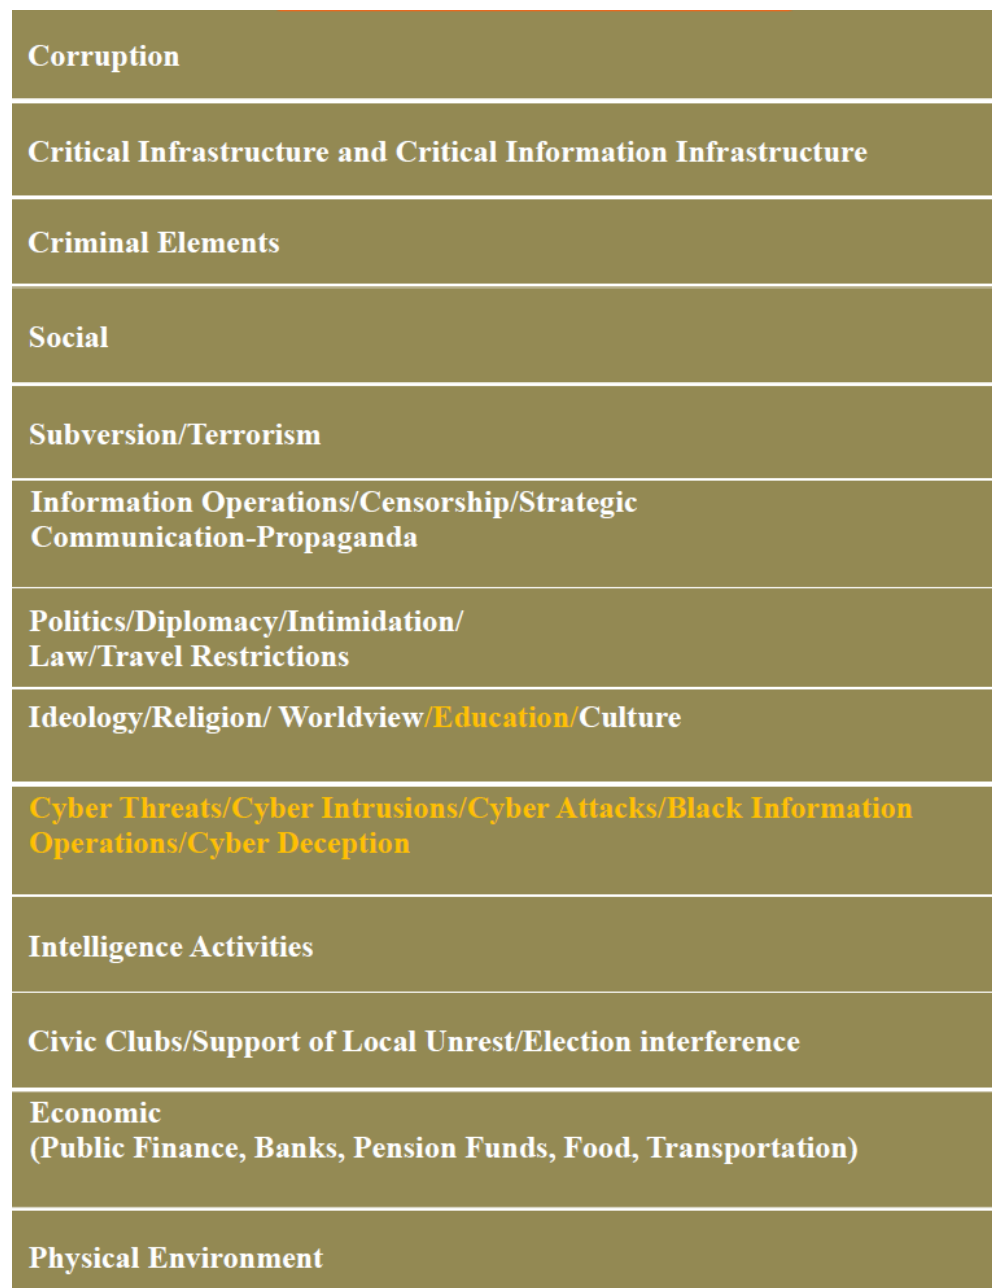 Corruption
Critical Infrastructure and Critical Information Infrastructure
Criminal Elements
Social
Subversion/Terrorism
Information Operations/Censorship/Strategic
Communication-Propaganda
Politics/Diplomacy/Intimidation/
Law/Travel Restrictions
Ideology/Religion/ Worldview/Education/Culture
Cyber Threats/Cyber Intrusions/Cyber Attacks/Black Information
Operations/Cyber Deception
Intelligence Activities
Civic Clubs/Support of Local Unrest/Election interference
Economic
(Public Finance, Banks, Pension Funds, Food, Transportation)
Physical Environment